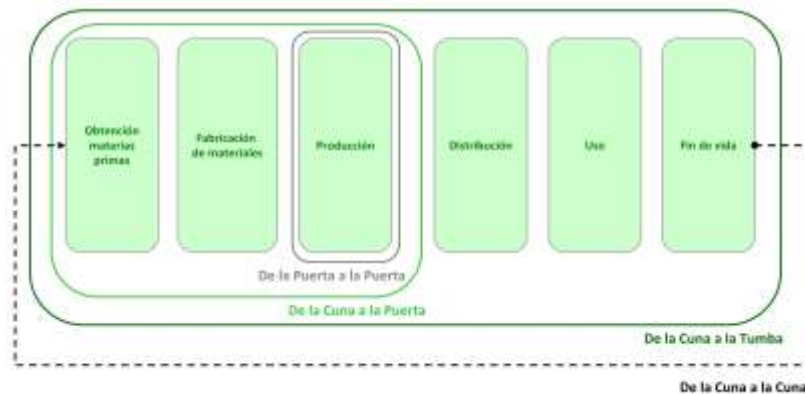 Obtención
materias
primas
Fabricación
de materiales
Producción
Distribución
Uso
Fin de vida
De la Puerta a la Puerta
De la Cuna a la Puerta
De la Cuna a la Tumba
De la Cuna a la Cuna